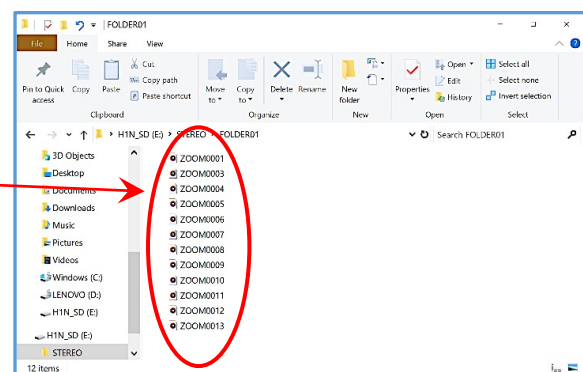 FOLDER01
File Home Share View
Pin to Quick access
Copy
Paste
Cut
Copy path
Paste shortcut
Clipboard
Move to
Copy to
Delete
Rename
Organize
New folder
New
Properties
Open
Edit
History
Open
Select all
Select none
Invert selection
Select
H1N_SD (E:) > STEREO > FOLDER01
Search FOLDER01
3D Objects
Desktop
Documents
Downloads
Music
Pictures
Videos
Windows (C:)
LENOVO (D:)
H1N_SD (E:)
H1N_SD (E:)
STEREO
ZOOM0001
ZOOM0003
ZOOM0004
ZOOM0005
ZOOM0006
ZOOM0007
ZOOM0008
ZOOM0009
ZOOM0010
ZOOM0011
ZOOM0012
ZOOM0013
12 items